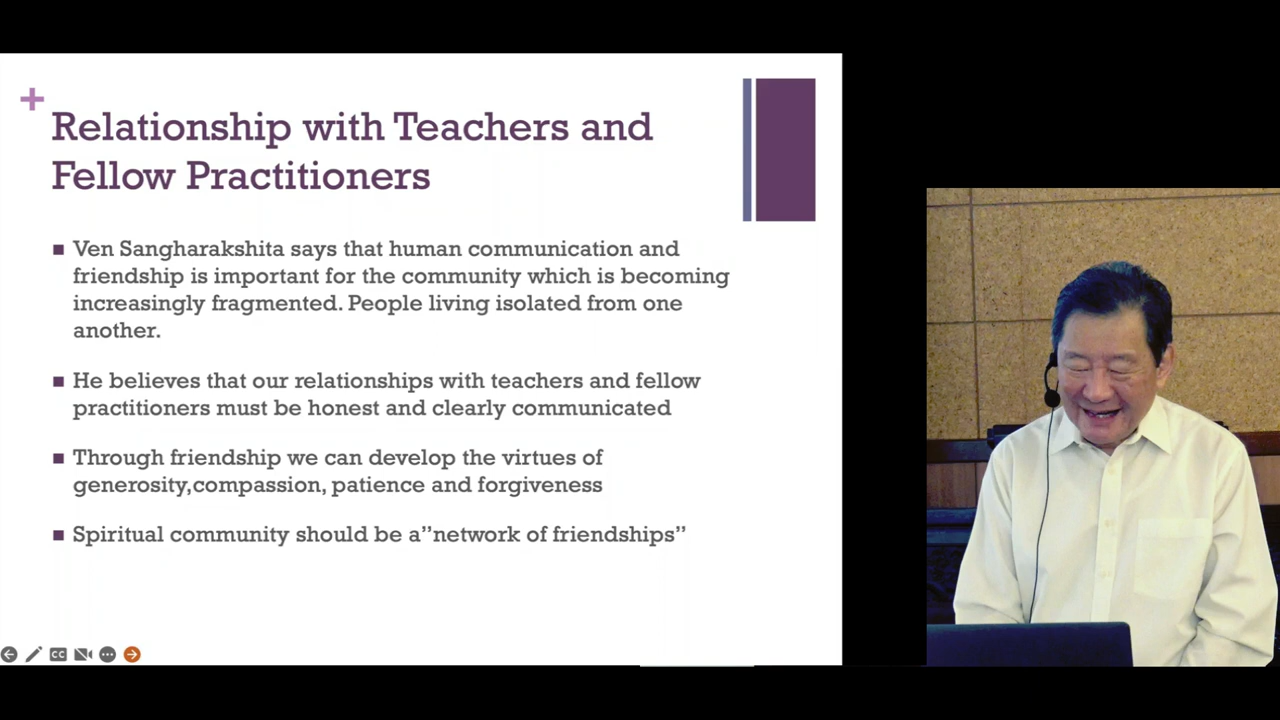 +
Relationship with Teachers and
Fellow Practitioners
■ Ven Sangharakshita says that human communication and
friendship is important for the community which is becoming
increasingly fragmented. People living isolated from one
another.
■ He believes that our relationships with teachers and fellow
practitioners must be honest and clearly communicated
■ Through friendship we can develop the virtues of
generosity,compassion, patience and forgiveness
■ Spiritual community should be a”network of friendships”
CC